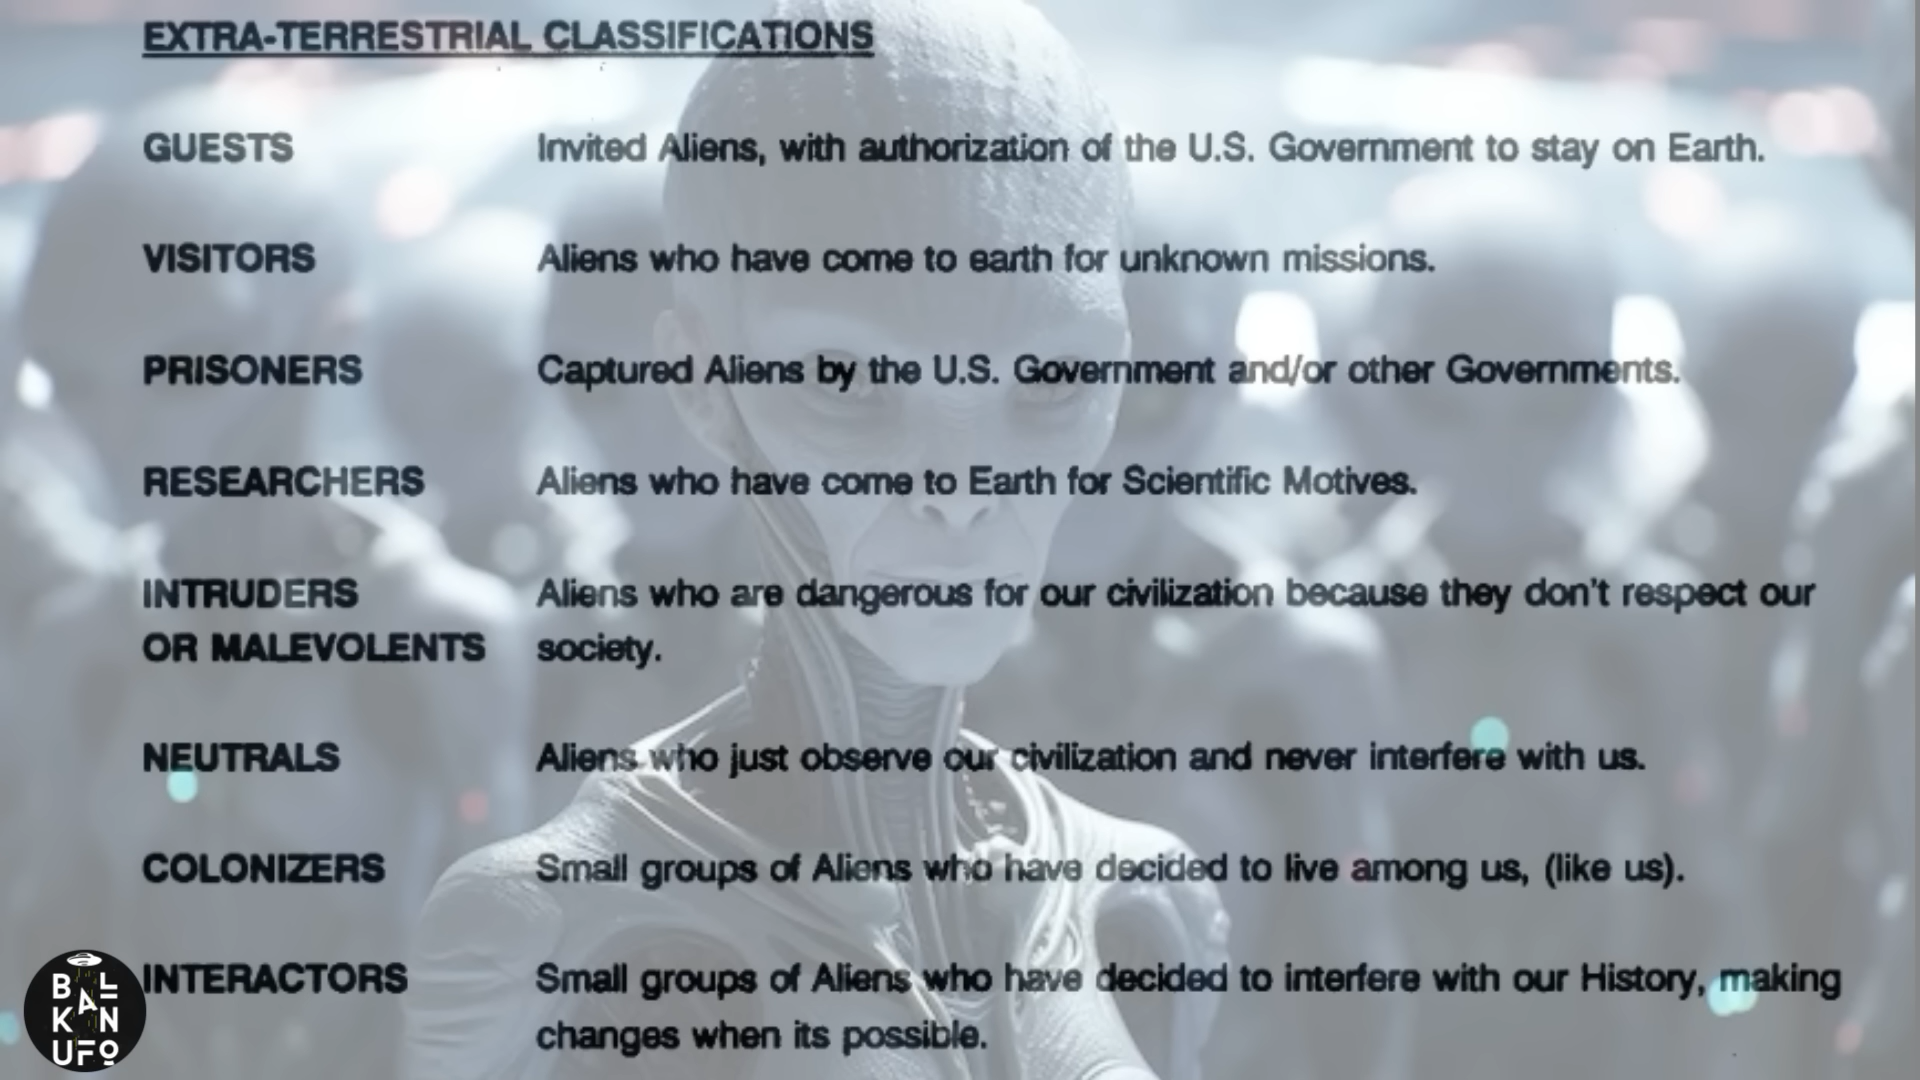 EXTRA-TERRESTRIAL CLASSIFICATIONS
GUESTS Invited Aliens, with authorization of the U.S. Government to stay on Earth.
VISITORS Aliens who have come to earth for unknown missions.
PRISONERS Captured Aliens by the U.S. Government and/or other Governments.
RESEARCHERS Aliens who have come to Earth for Scientific Motives.
INTRUDERS Aliens who are dangerous for our civilization because they don't respect our
OR MALEVOLENTS society.
NEUTRALS Aliens who just observe our civilization and never interfere with us.
COLONIZERS Small groups of Aliens who have decided to live among us, (like us).
INTERACTORS Small groups of Aliens who have decided to interfere with our History, making
changes when its possible.
BALKAN
UFO